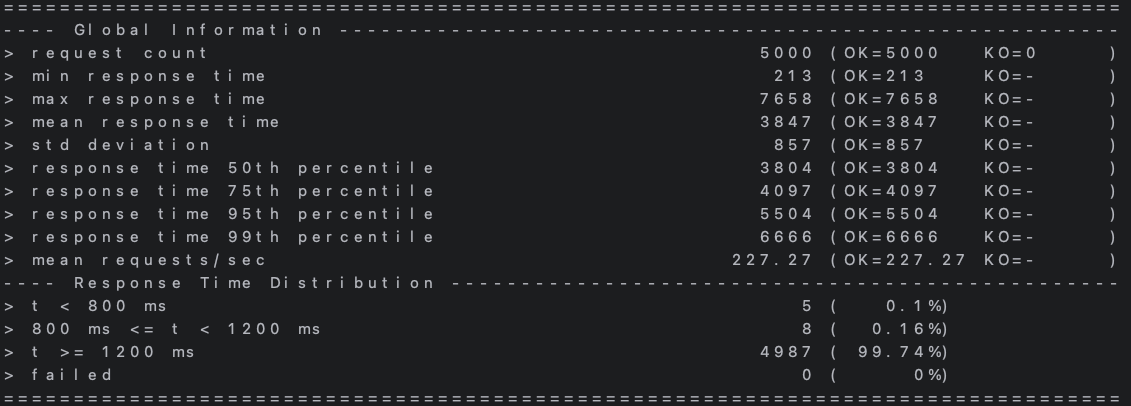 ================================================================================
---- Global Information --------------------------------------------------------
> request count                                       5000 (OK=5000   KO=0     )
> min response time                                    213 (OK=213    KO=-     )
> max response time                                   7658 (OK=7658   KO=-     )
> mean response time                                  3847 (OK=3847   KO=-     )
> std deviation                                        857 (OK=857    KO=-     )
> response time 50th percentile                       3804 (OK=3804   KO=-     )
> response time 75th percentile                       4097 (OK=4097   KO=-     )
> response time 95th percentile                       5504 (OK=5504   KO=-     )
> response time 99th percentile                       6666 (OK=6666   KO=-     )
> mean requests/sec                                 227.27 (OK=227.27 KO=-     )
---- Response Time Distribution ------------------------------------------------
> t < 800 ms                                             5 (   0.1%)
> 800 ms <= t < 1200 ms                                  8 (  0.16%)
> t >= 1200 ms                                        4987 ( 99.74%)
> failed                                                 0 (     0%)
================================================================================